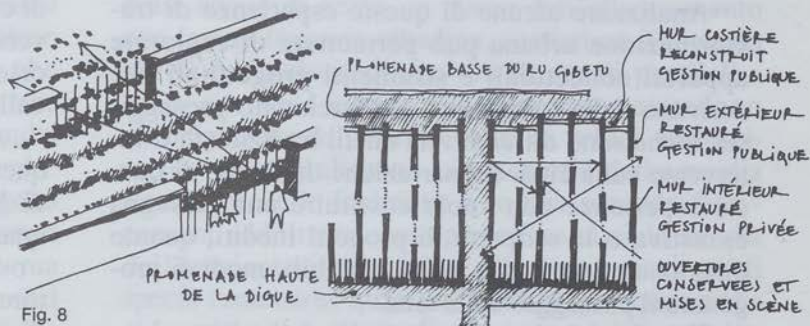 PROMENADE BASSE DU RU GOBETU
MUR COSTIÈRE
RECONSTRUIT
GESTION PUBLIQUE
MUR EXTÉRIEUR
RESTAURÉ
GESTION PUBLIQUE
MUR INTÉRIEUR
RESTAURÉ
GESTION PRIVÉE
OUVERTURES
CONSERVEES ET
MISES EN SCÈNE
PROMENADE HAUTE
DE LA DIGUE
Fig. 8